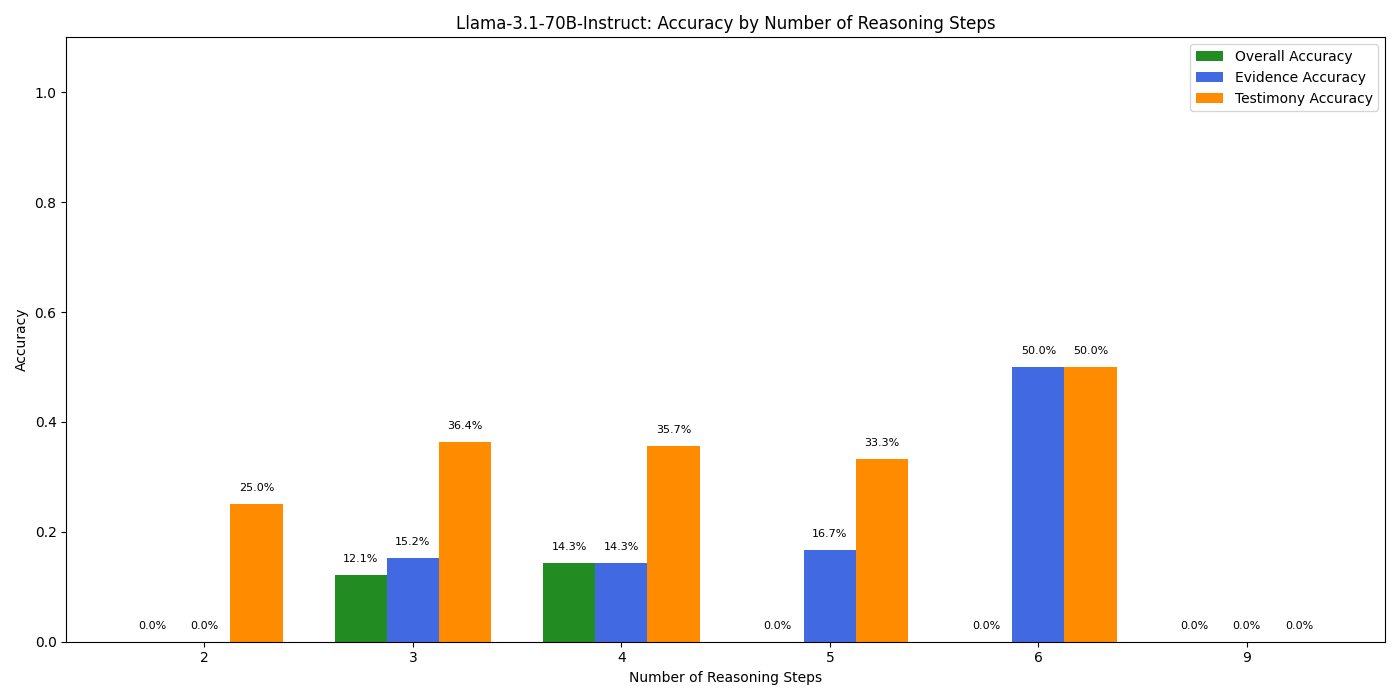 Llama-3.1-70B-Instruct: Accuracy by Number of Reasoning Steps
Overall Accuracy
Evidence Accuracy
Testimony Accuracy
Accuracy
1.0
0.8
0.6
0.4
0.2
0.0
0.0% 0.0% 25.0%
12.1% 15.2% 36.4%
14.3% 14.3% 35.7%
0.0% 16.7% 33.3%
0.0% 50.0% 50.0%
0.0% 0.0% 0.0%
2 3 4 5 6 9
Number of Reasoning Steps